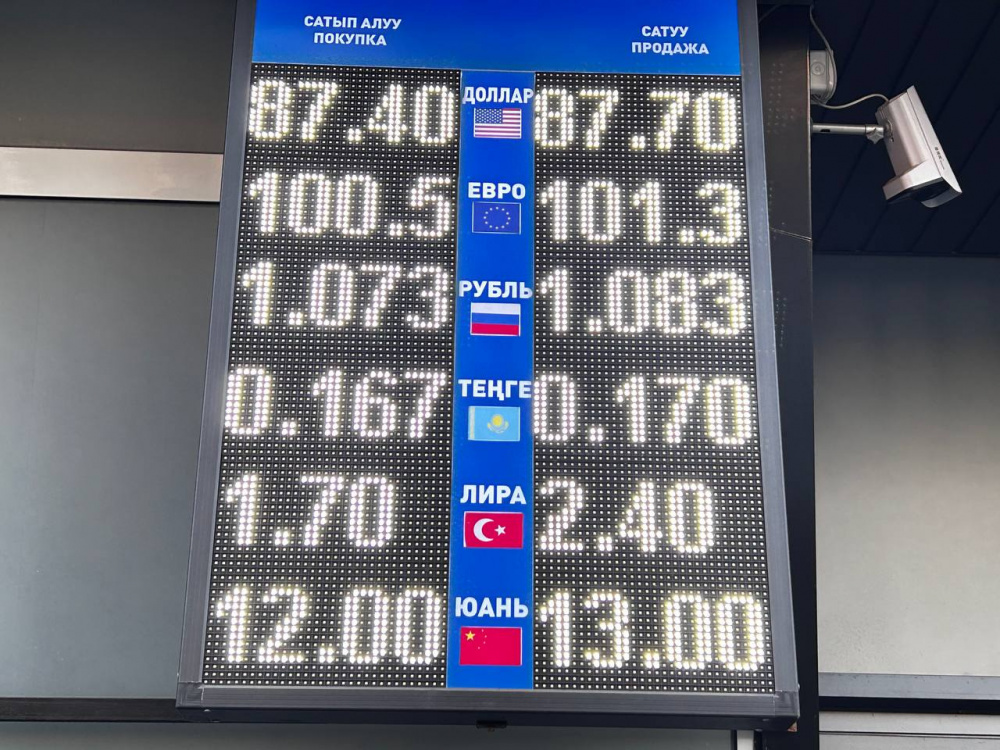 САТЫП АЛУУ
ПОКУПКА
САТУУ
ПРОДАЖА
87.40 ДОЛЛАР 87.70
100.5 ЕВРО 101.3
1.073 РУБЛЬ 1.083
0.167 ТЕҢГЕ 0.170
1.70 ЛИРА 2.40
12.00 ЮАНЬ 13.00